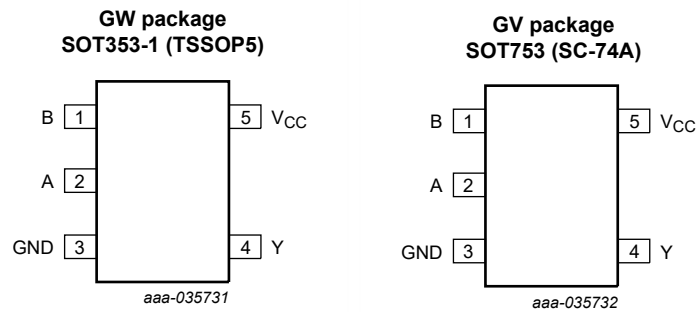 GW package
SOT353-1 (TSSOP5)
B 1
5 VCC
A 2
GND 3
4 Y
aaa-035731
GV package
SOT753 (SC-74A)
B 1
5 VCC
A 2
GND 3
4 Y
aaa-035732